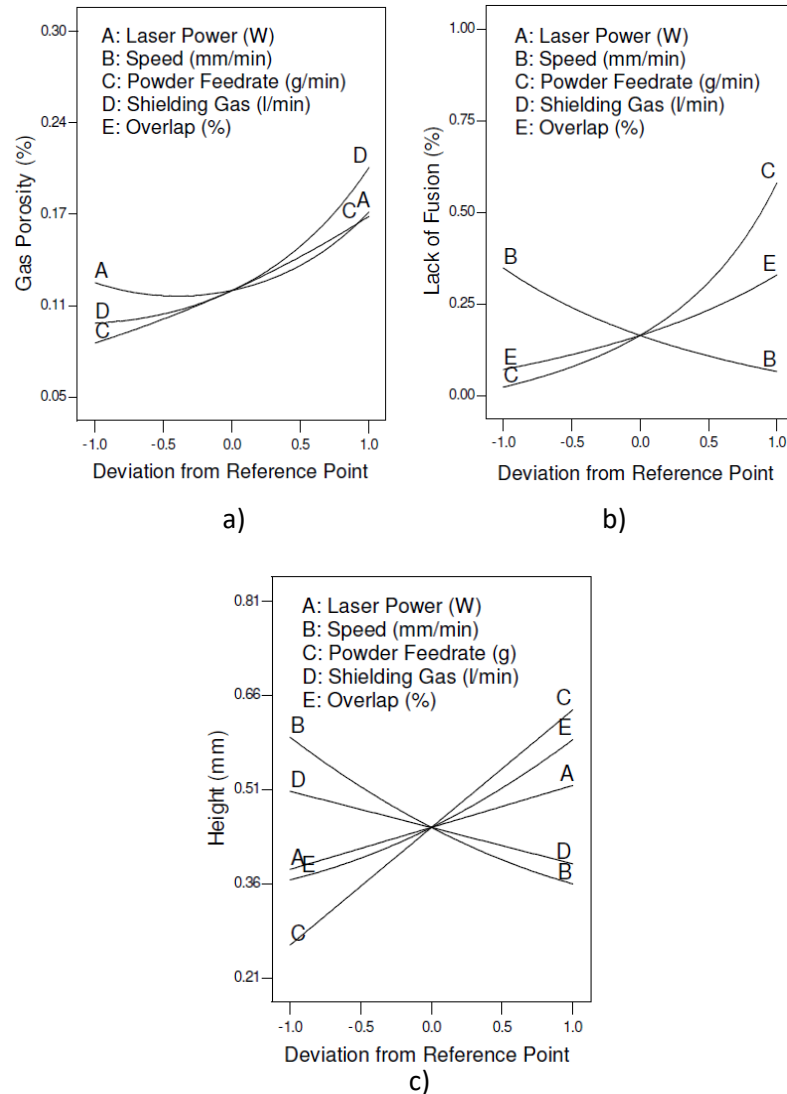 0.30
A: Laser Power (W)
B: Speed (mm/min)
C: Powder Feedrate (g/min)
D: Shielding Gas (l/min)
E: Overlap (%)
0.24
0.17
0.11
0.05
Gas Porosity (%)
A
D
C
D
C
A
-1.0 -0.5 0.0 0.5 1.0
Deviation from Reference Point
a)
1.00
A: Laser Power (W)
B: Speed (mm/min)
C: Powder Feedrate (g/min)
D: Shielding Gas (l/min)
E: Overlap (%)
0.75
0.50
0.25
0.00
Lack of Fusion (%)
B
E
C
C
E
B
-1.0 -0.5 0.0 0.5 1.0
Deviation from Reference Point
b)
0.81
A: Laser Power (W)
B: Speed (mm/min)
C: Powder Feedrate (g)
D: Shielding Gas (l/min)
E: Overlap (%)
0.66
0.51
0.36
0.21
Height (mm)
B
D
A
E
C
C
E
A
D
B
-1.0 -0.5 0.0 0.5 1.0
Deviation from Reference Point
c)